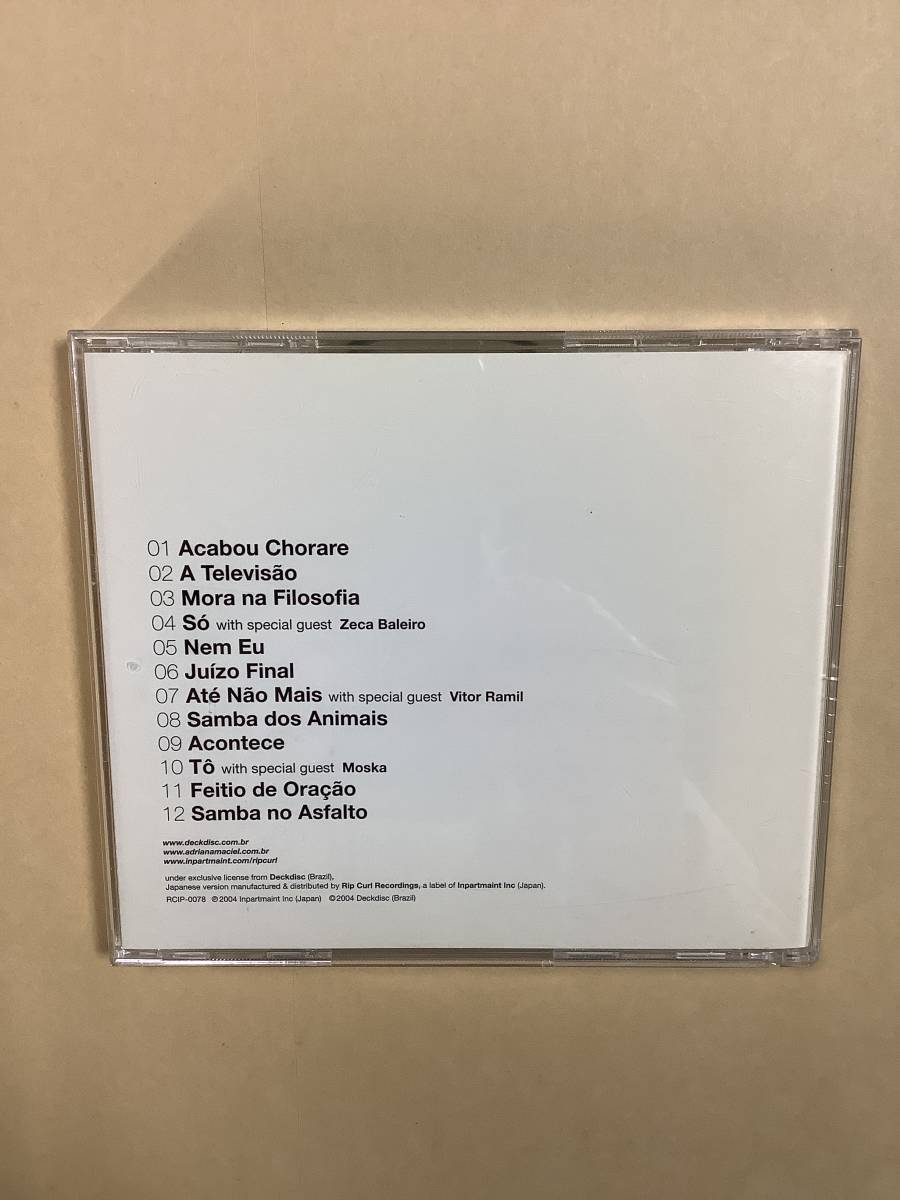 01 Acabou Chorare
02 A Televisão
03 Mora na Filosofia
04 Só with special guest Zeca Baleiro
05 Nem Eu
06 Juízo Final
07 Até Não Mais with special guest Vitor Ramil
08 Samba dos Animais
09 Acontece
10 Tô with special guest Moska
11 Feitio de Oração
12 Samba no Asfalto
www.deckdisc.com.br
www.adrianamaciel.com.br
www.inpartmaint.com/ripcurl
under exclusive license from Deckdisc (Brazil),
Japanese version manufactured & distributed by Rip Curl Recordings, a label of Inpartmaint Inc (Japan).
RCIP-0078 ℗2004 Inpartmaint Inc (Japan) ©2004 Deckdisc (Brazil)